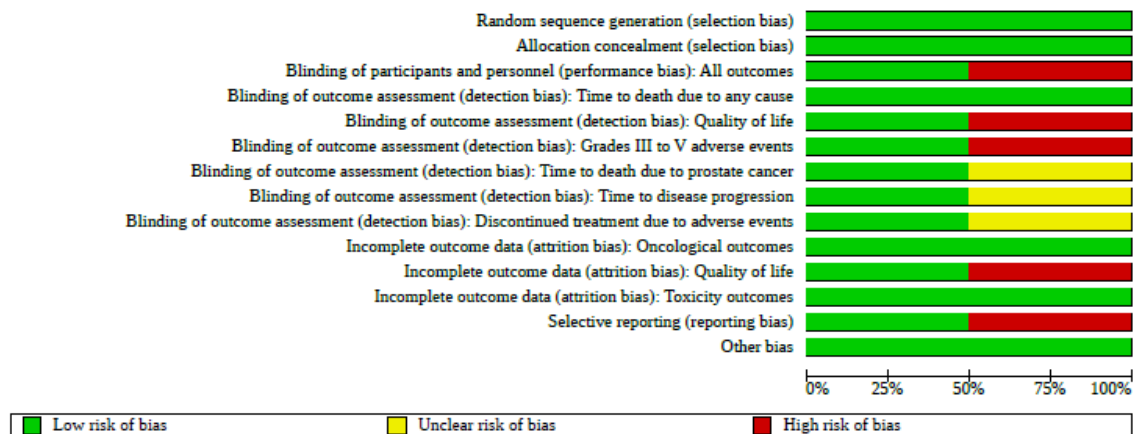 Random sequence generation (selection bias)
Allocation concealment (selection bias)
Blinding of participants and personnel (performance bias): All outcomes
Blinding of outcome assessment (detection bias): Time to death due to any cause
Blinding of outcome assessment (detection bias): Quality of life
Blinding of outcome assessment (detection bias): Grades III to V adverse events
Blinding of outcome assessment (detection bias): Time to death due to prostate cancer
Blinding of outcome assessment (detection bias): Time to disease progression
Blinding of outcome assessment (detection bias): Discontinued treatment due to adverse events
Incomplete outcome data (attrition bias): Oncological outcomes
Incomplete outcome data (attrition bias): Quality of life
Incomplete outcome data (attrition bias): Toxicity outcomes
Selective reporting (reporting bias)
Other bias
0% 25% 50% 75% 100%
Low risk of bias Unclear risk of bias High risk of bias